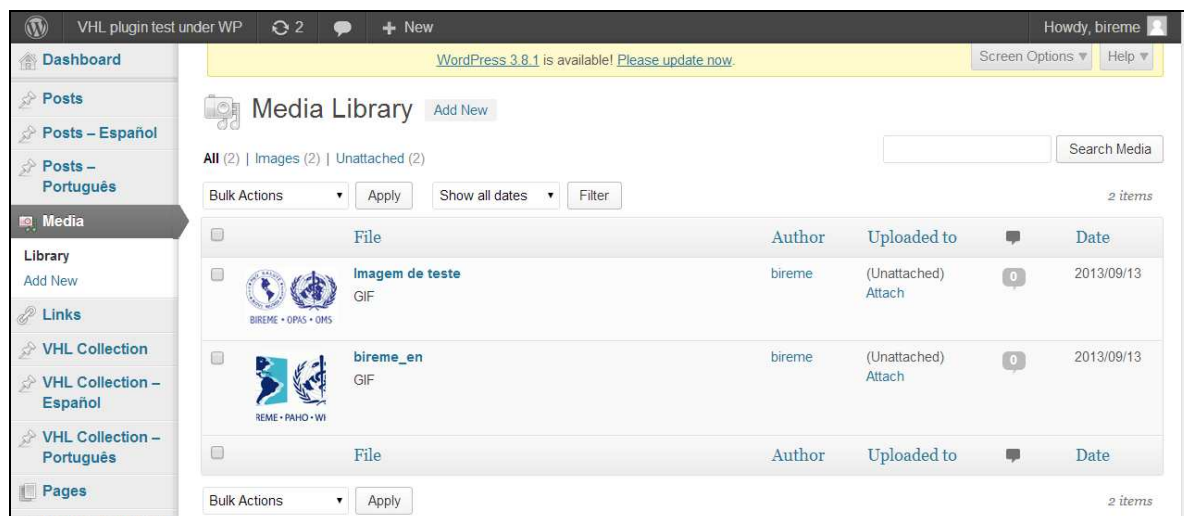 VHL plugin test under WP 2 + New Howdy, bireme
Dashboard
Posts
Posts – Español
Posts –
Português
Media
Library
Add New
Links
VHL Collection
VHL Collection –
Español
VHL Collection –
Português
Pages
WordPress 3.8.1 is available! Please update now.
Screen Options Help
Media Library Add New
All (2) | Images (2) | Unattached (2)
Search Media
Bulk Actions Apply Show all dates Filter 2 items
File Author Uploaded to Date
Imagem de teste bireme (Unattached) 0 2013/09/13
GIF Attach
BIREME • OPAS • OMS
bireme_en bireme (Unattached) 0 2013/09/13
GIF Attach
REME • PAHO • WI
File Author Uploaded to Date
Bulk Actions Apply 2 items